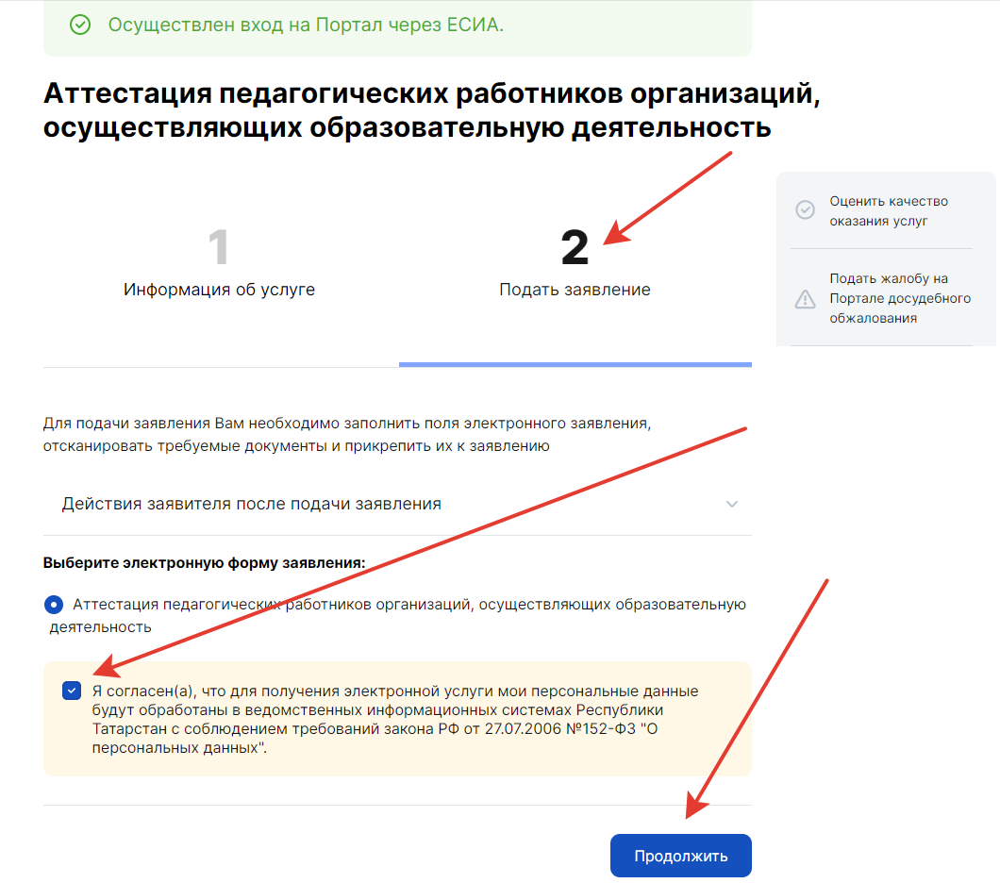 Осуществлен вход на Портал через ЕСИА.
Аттестация педагогических работников организаций,
осуществляющих образовательную деятельность
1
Информация об услуге
2
Подать заявление
Оценить качество
оказания услуг
Подать жалобу на
Портале досудебного
обжалования
Для подачи заявления Вам необходимо заполнить поля электронного заявления,
отсканировать требуемые документы и прикрепить их к заявлению
Действия заявителя после подачи заявления
Выберите электронную форму заявления:
Аттестация педагогических работников организаций, осуществляющих образовательную
деятельность
Я согласен(а), что для получения электронной услуги мои персональные данные
будут обработаны в ведомственных информационных системах Республики
Татарстан с соблюдением требований закона РФ от 27.07.2006 №152-ФЗ "О
персональных данных".
Продолжить